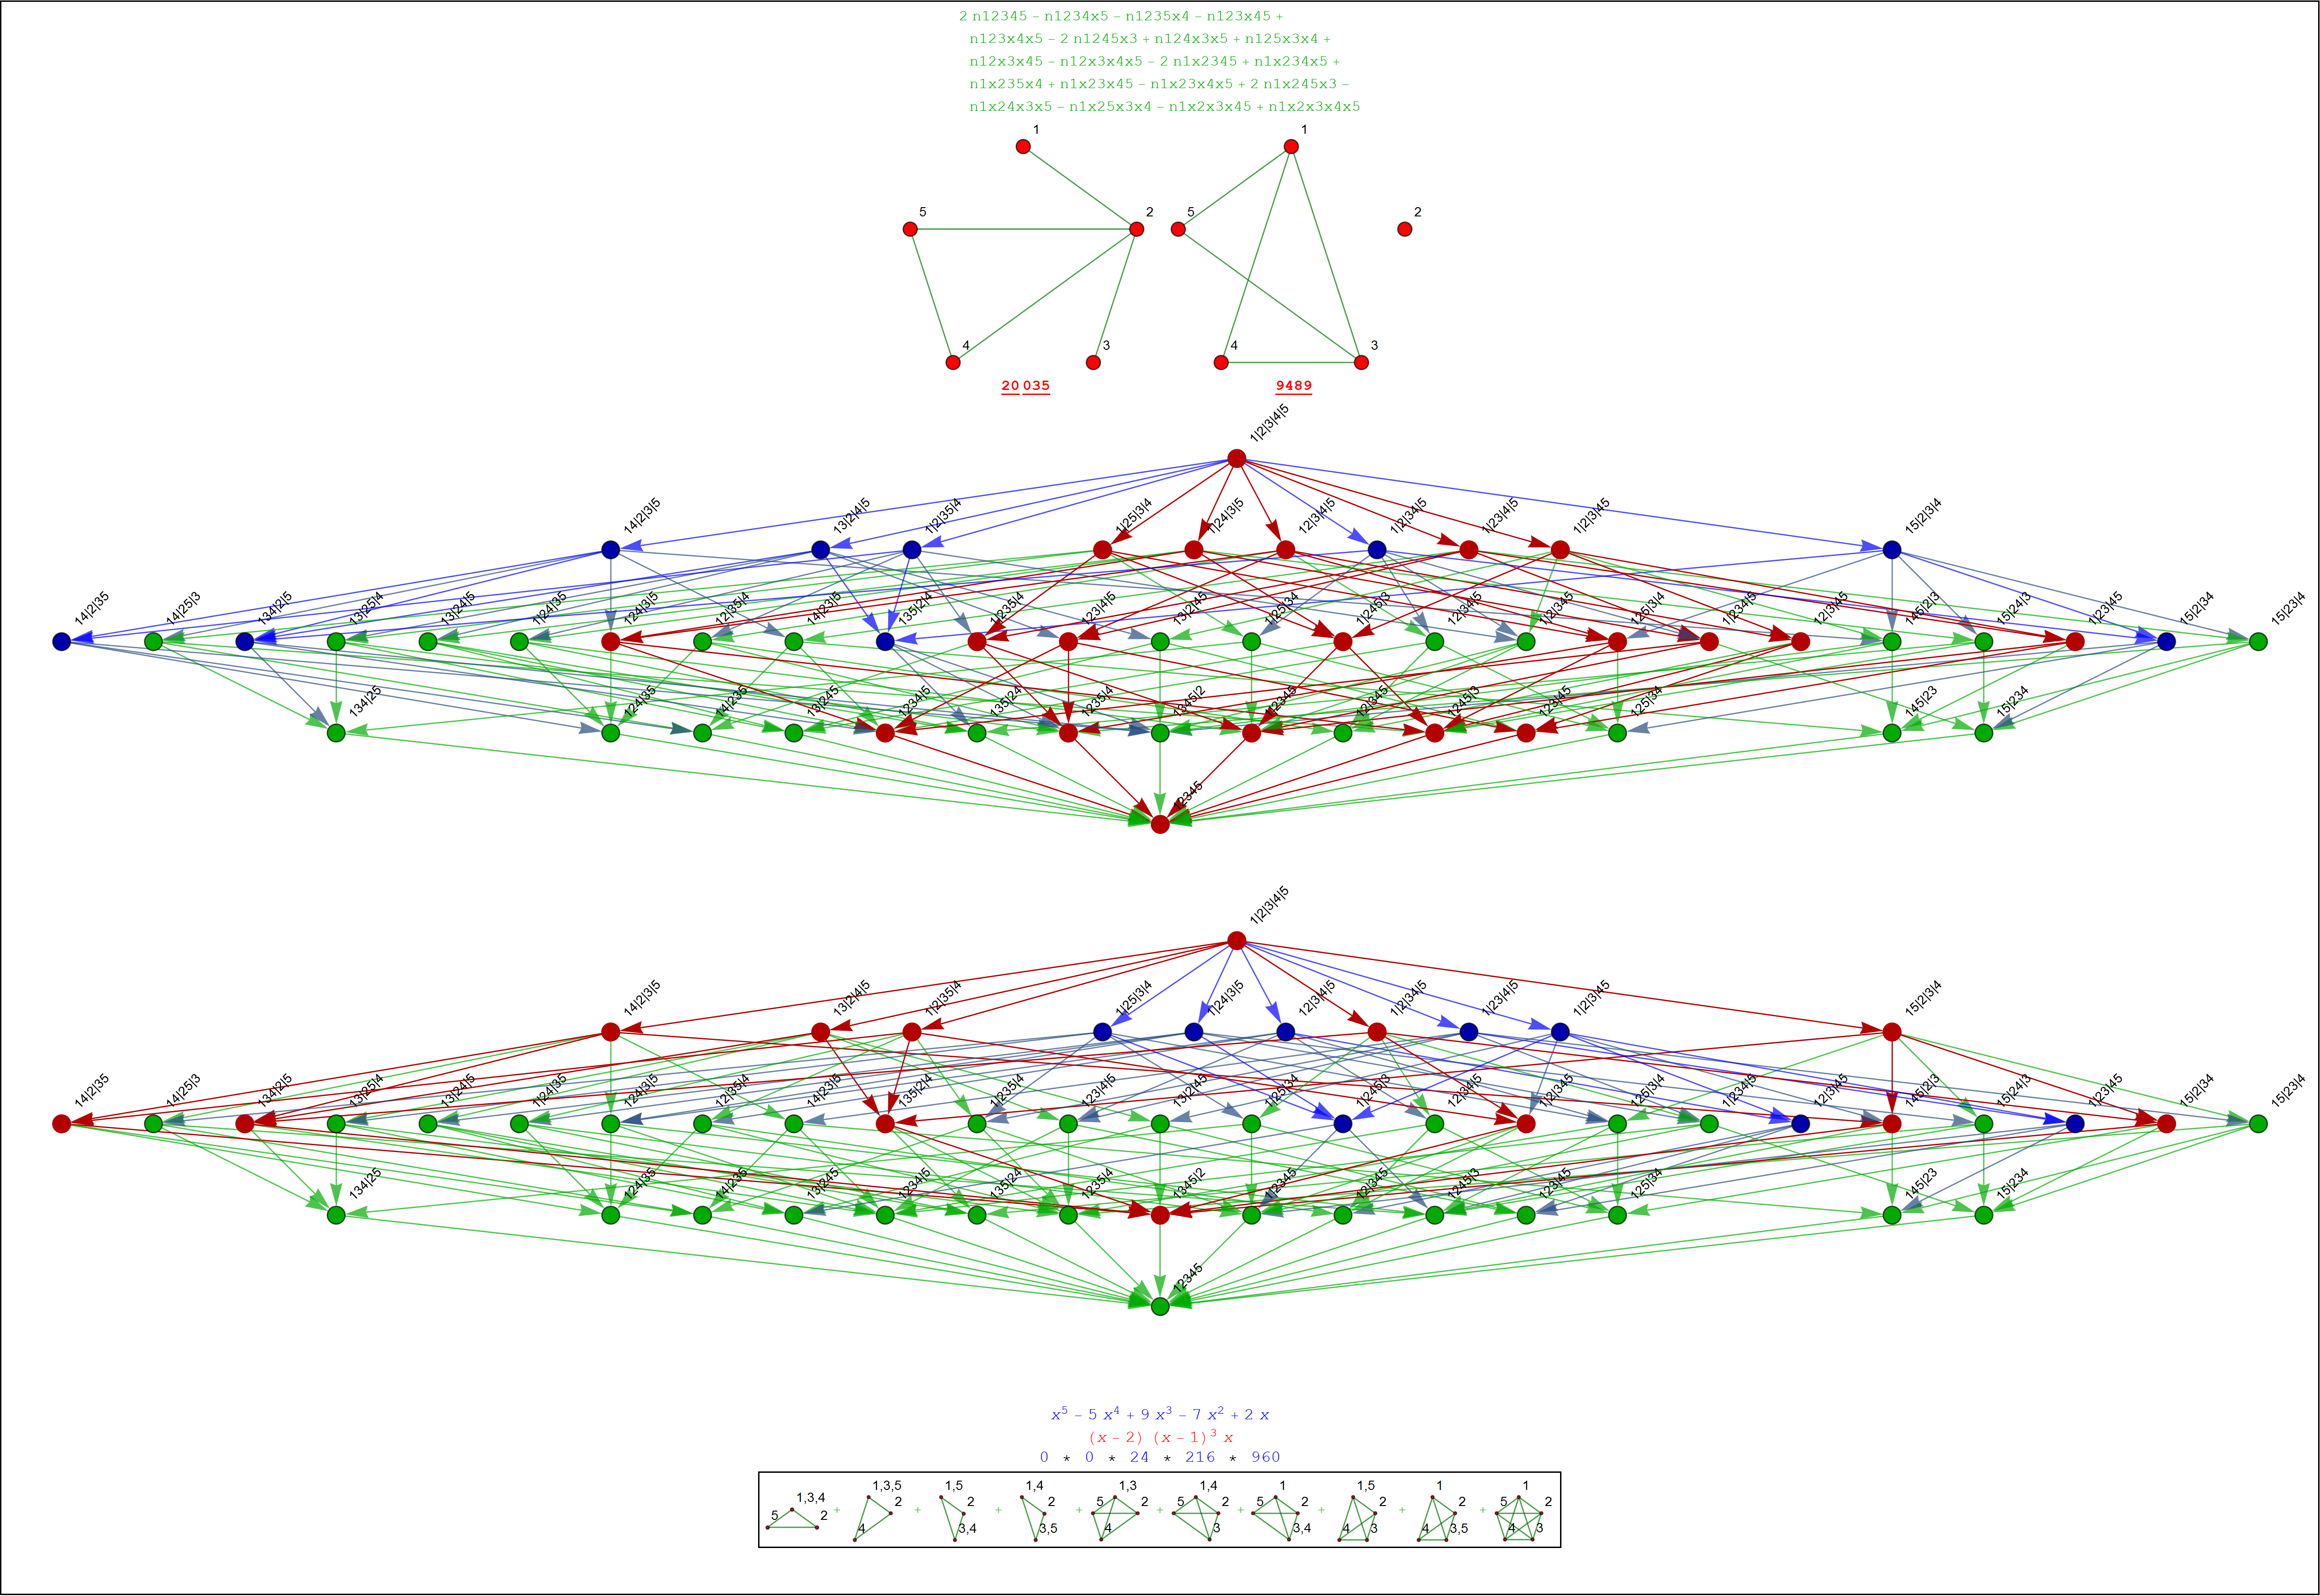 2 n12345 – n1234x5 – n1235x4 – n123x45 +
n123x4x5 – 2 n1245x3 + n124x3x5 + n125x3x4 +
n12x3x45 – n12x3x4x5 – 2 n1x2345 + n1x234x5 +
n1x235x4 + n1x23x45 – n1x23x4x5 + 2 n1x245x3 –
n1x24x3x5 – n1x25x3x4 – n1x2x3x45 + n1x2x3x4x5
1 1
5 2 5 2
4 3 4 3
20 035 9489
1|2|3|4|5
14|2|3|5 13|2|4|5 1|2|35|4 1|25|3|4 1|24|3|5 12|3|4|5 1|2|34|5 1|23|4|5 1|2|3|45 15|2|3|4
14|2|35 14|25|3 134|2|5 13|25|4 13|24|5 1|24|35 124|3|5 12|35|4 14|23|5 135|2|4 1|235|4 123|4|5 13|2|45 1|25|34 1|245|3 12|34|5 1|2|345 125|3|4 1|234|5 12|3|45 145|2|3 15|24|3 1|23|45 15|2|34 15|23|4
134|25 124|35 14|235 13|245 1234|5 135|24 1235|4 1345|2 1|2345 12|345 1245|3 123|45 125|34 145|23 15|234
12345
1|2|3|4|5
14|2|3|5 13|2|4|5 1|2|35|4 1|25|3|4 1|24|3|5 12|3|4|5 1|2|34|5 1|23|4|5 1|2|3|45 15|2|3|4
14|2|35 14|25|3 134|2|5 13|25|4 13|24|5 1|24|35 124|3|5 12|35|4 14|23|5 135|2|4 1|235|4 123|4|5 13|2|45 1|25|34 1|245|3 12|34|5 1|2|345 125|3|4 1|234|5 12|3|45 145|2|3 15|24|3 1|23|45 15|2|34 15|23|4
134|25 124|35 14|235 13|245 1234|5 135|24 1235|4 1345|2 1|2345 12|345 1245|3 123|45 125|34 145|23 15|234
12345
x⁵ – 5 x⁴ + 9 x³ – 7 x² + 2 x
(x – 2) (x – 1)³ x
0 * 0 * 24 * 216 * 960
5 1,3,4 2 + 1,3,5 2 4 + 1,5 2 3,4 + 1,4 2 3,5 + 1,3 5 2 4 + 1,4 5 2 3 + 1 5 2 3,4 + 1,5 2 4 3 + 1 2 4 3,5 + 1 5 2 4 3